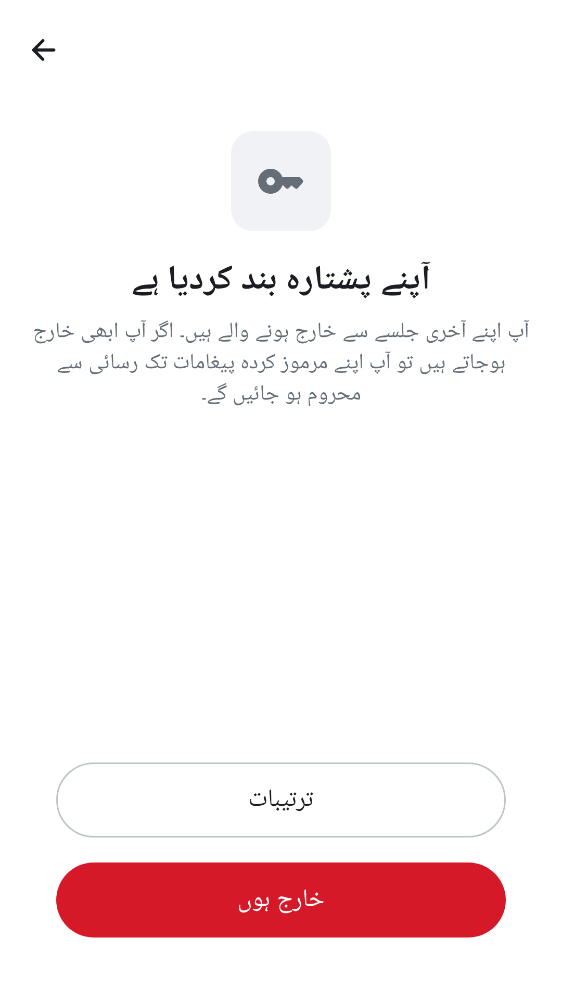 آپنے پشتارہ بند کردیا ہے
آپ اپنے آخری جلسے سے خارج ہونے والے ہیں۔ اگر آپ ابھی خارج
ہوجاتے ہیں تو آپ اپنے مرموز کردہ پیغامات تک رسائی سے
محروم ہو جائیں گے۔
ترتیبات
خارج ہوں